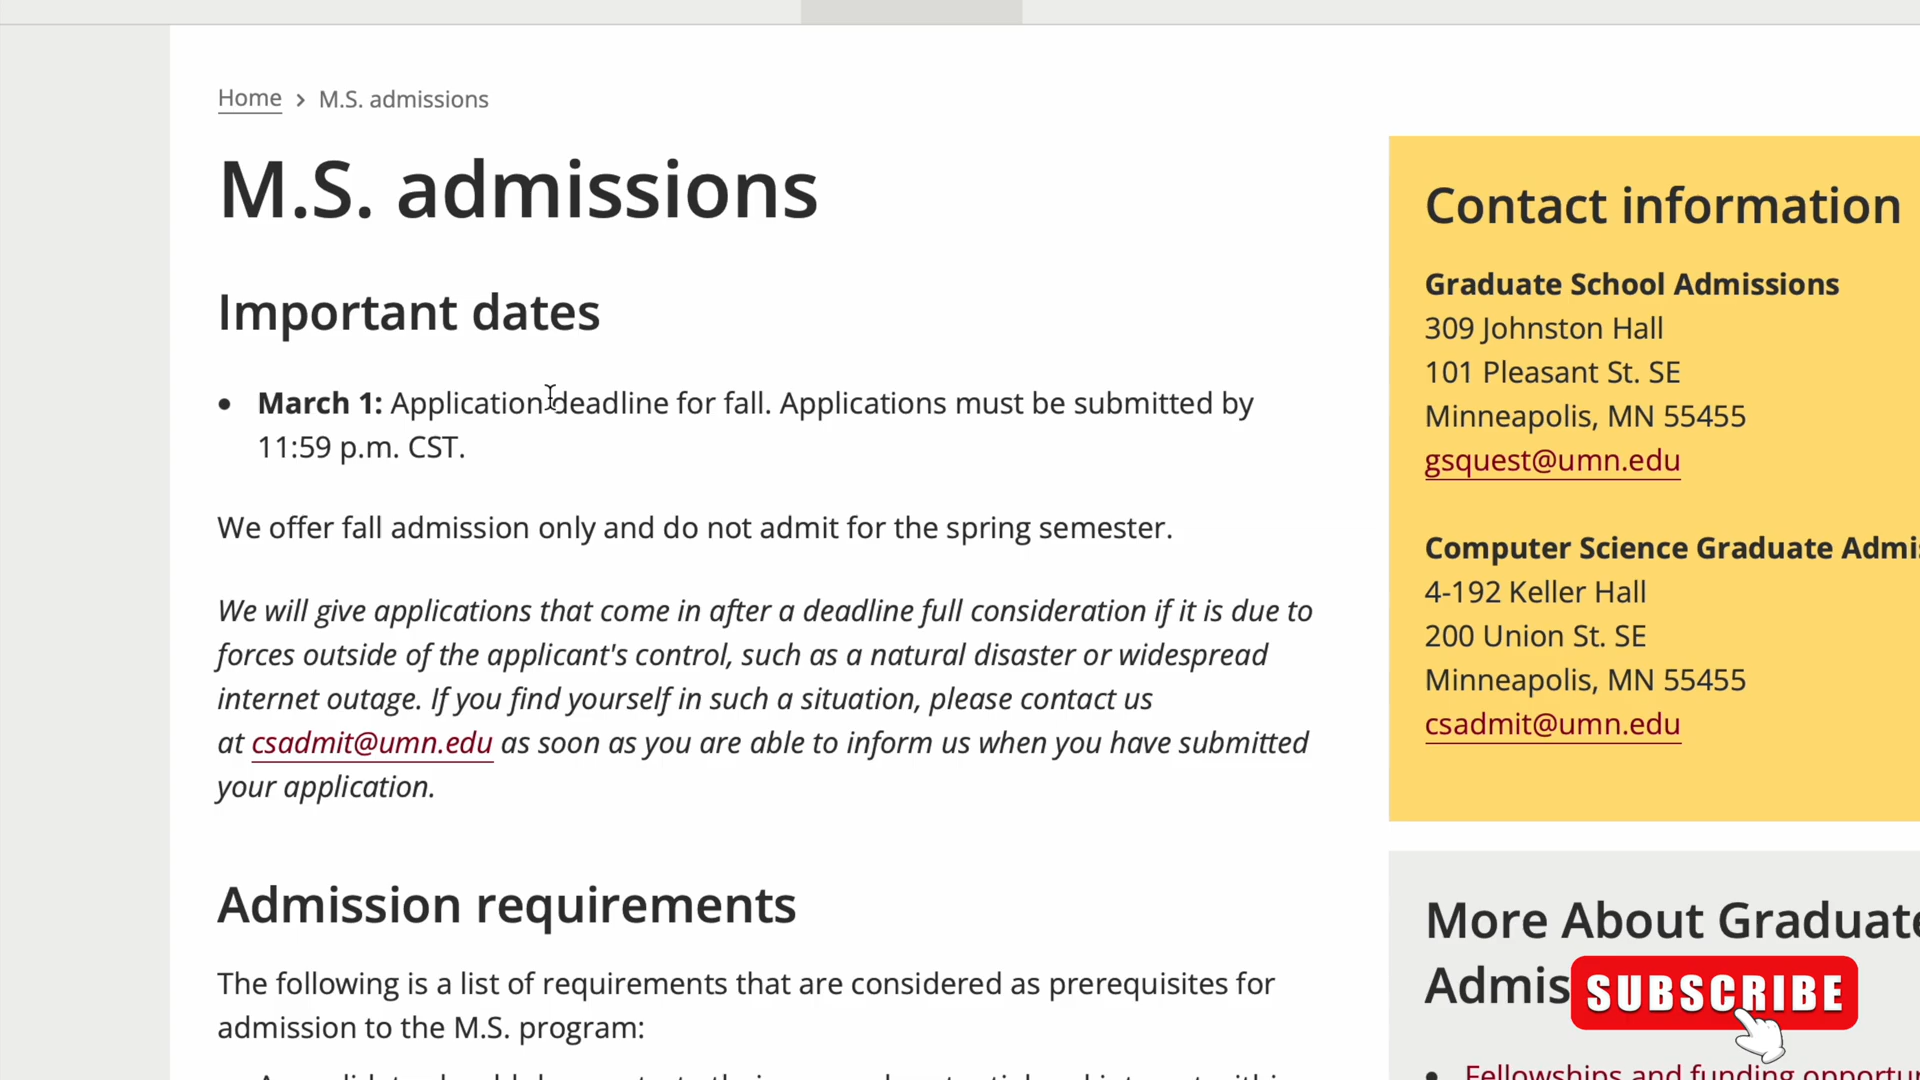 Home > M.S. admissions
M.S. admissions
Important dates
• March 1: Application deadline for fall. Applications must be submitted by
11:59 p.m. CST.
We offer fall admission only and do not admit for the spring semester.
We will give applications that come in after a deadline full consideration if it is due to
forces outside of the applicant's control, such as a natural disaster or widespread
internet outage. If you find yourself in such a situation, please contact us
at csadmit@umn.edu as soon as you are able to inform us when you have submitted
your application.
Admission requirements
The following is a list of requirements that are considered as prerequisites for
admission to the M.S. program:
Contact information
Graduate School Admissions
309 Johnston Hall
101 Pleasant St. SE
Minneapolis, MN 55455
gsquest@umn.edu
Computer Science Graduate Admis
4-192 Keller Hall
200 Union St. SE
Minneapolis, MN 55455
csadmit@umn.edu
More About Graduate
Admis
SUBSCRIBE
• Fellowships and funding opportun